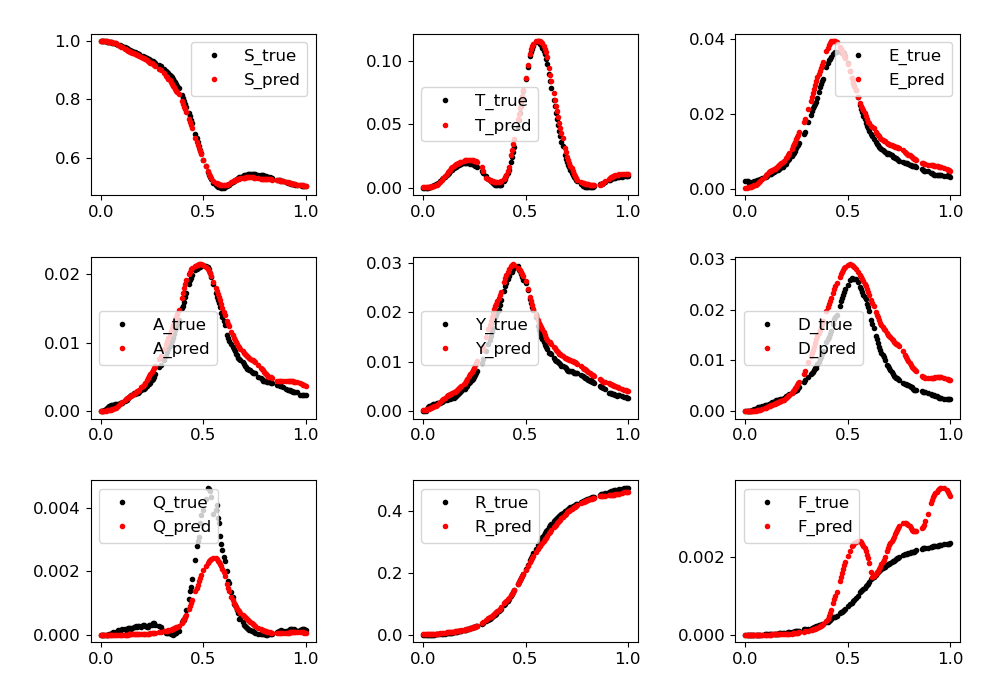 1.0
0.8
0.6
0.0 0.5 1.0
S_true
S_pred
0.10
0.05
0.00
0.0 0.5 1.0
T_true
T_pred
0.04
0.02
0.00
0.0 0.5 1.0
E_true
E_pred
0.02
0.01
0.00
0.0 0.5 1.0
A_true
A_pred
0.03
0.02
0.01
0.00
0.0 0.5 1.0
Y_true
Y_pred
0.03
0.02
0.01
0.00
0.0 0.5 1.0
D_true
D_pred
0.004
0.002
0.000
0.0 0.5 1.0
Q_true
Q_pred
0.4
0.2
0.0
0.0 0.5 1.0
R_true
R_pred
0.002
0.000
0.0 0.5 1.0
F_true
F_pred